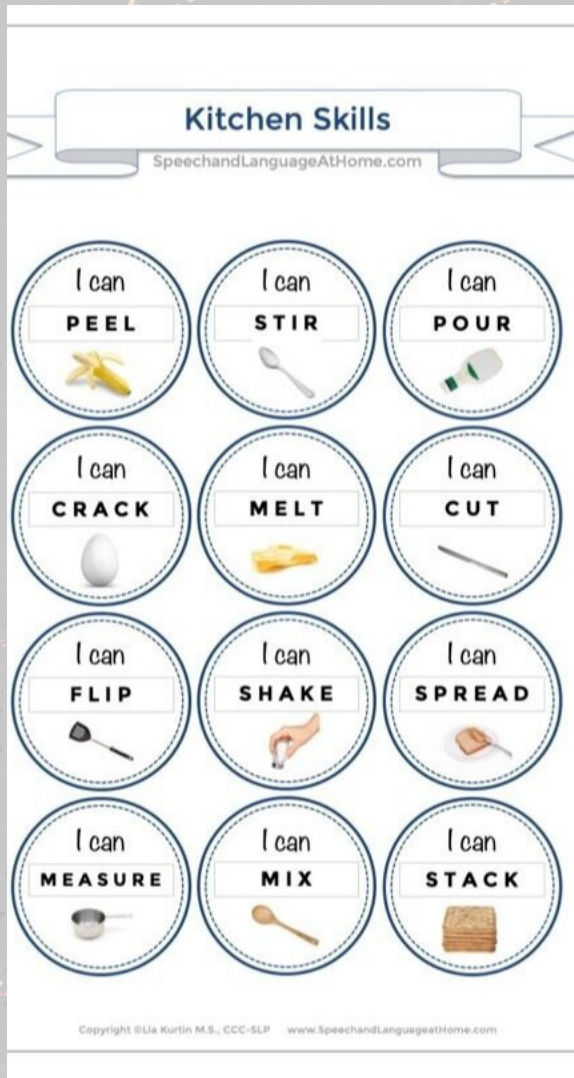 Kitchen Skills
SpeechandLanguageAtHome.com
I can
PEEL
I can
STIR
I can
POUR
I can
CRACK
I can
MELT
I can
CUT
I can
FLIP
I can
SHAKE
I can
SPREAD
I can
MEASURE
I can
MIX
I can
STACK
Copyright ©Lia Kurtin M.S., CCC-SLP www.SpeechandLanguageatHome.com